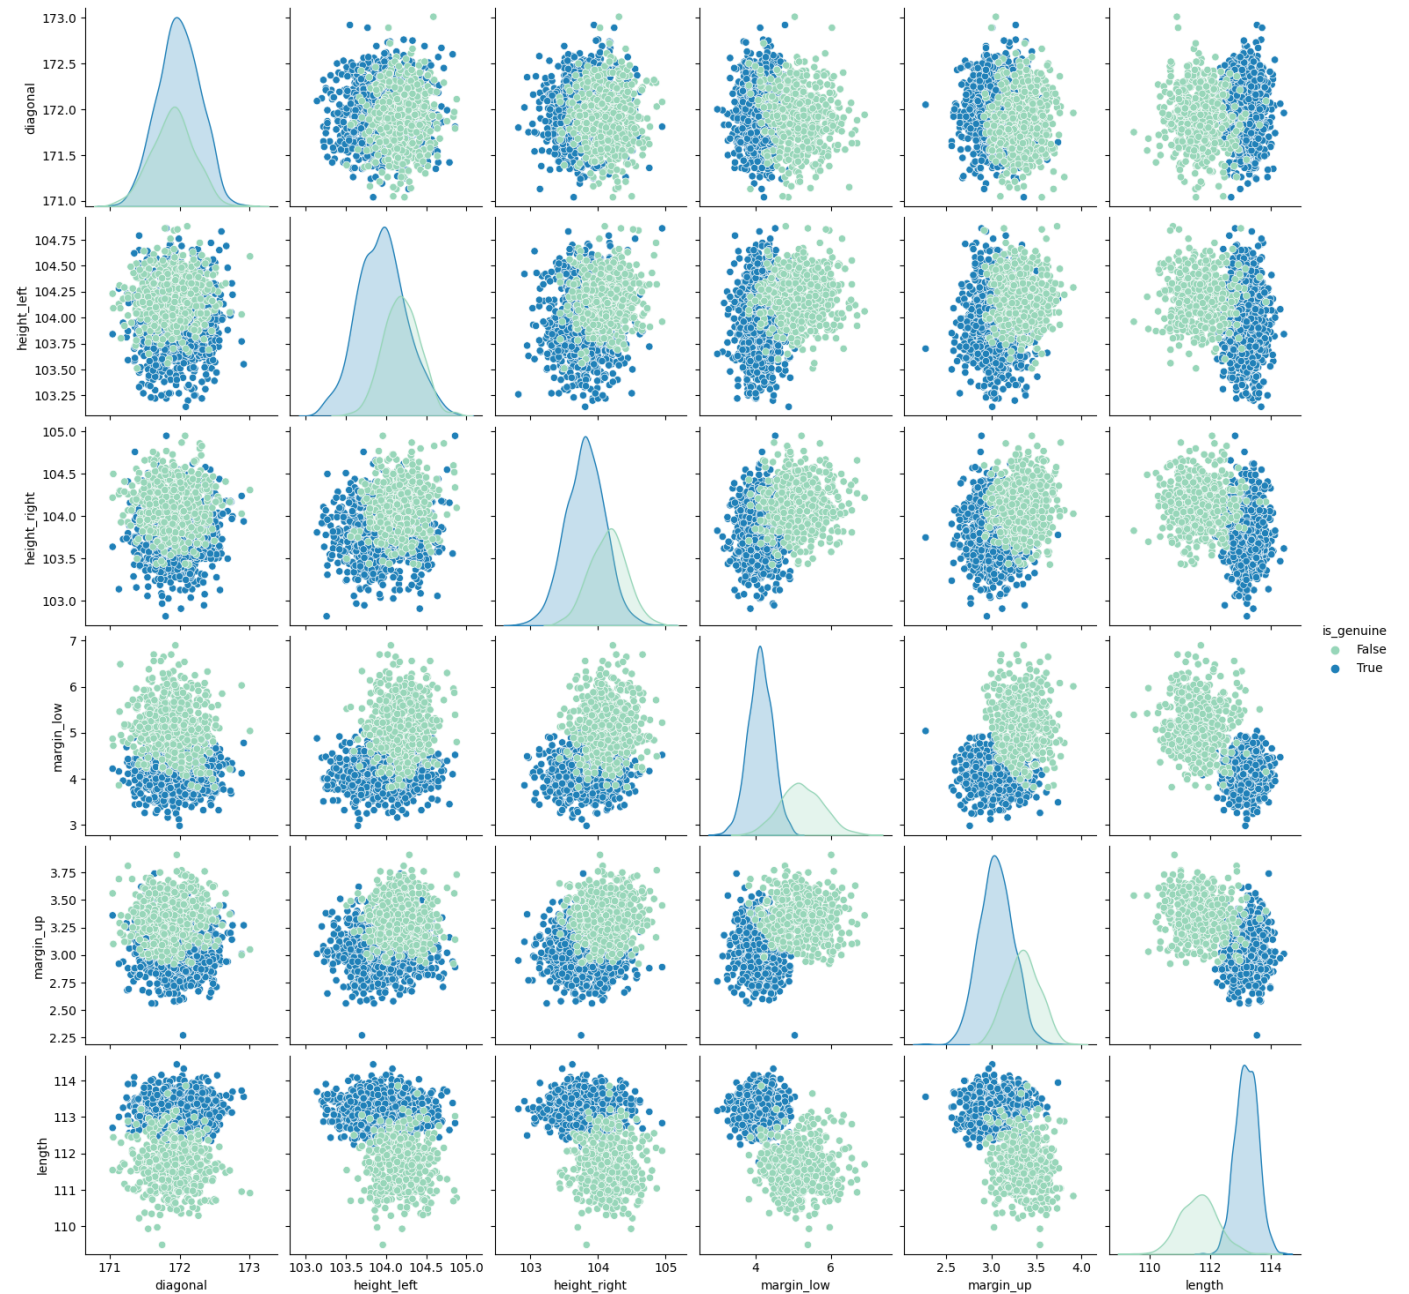 173.0
172.5
172.0
171.5
171.0
diagonal
104.75
104.50
104.25
104.00
103.75
103.50
103.25
height_left
105.0
104.5
104.0
103.5
103.0
height_right
is_genuine
False
True
7
6
5
4
3
margin_low
3.75
3.50
3.25
3.00
2.75
2.50
2.25
margin_up
114
113
112
111
110
length
171 172 173
103.0 103.5 104.0 104.5 105.0
103 104 105
4 6
2.5 3.0 3.5 4.0
110 112 114
diagonal
height_left
height_right
margin_low
margin_up
length